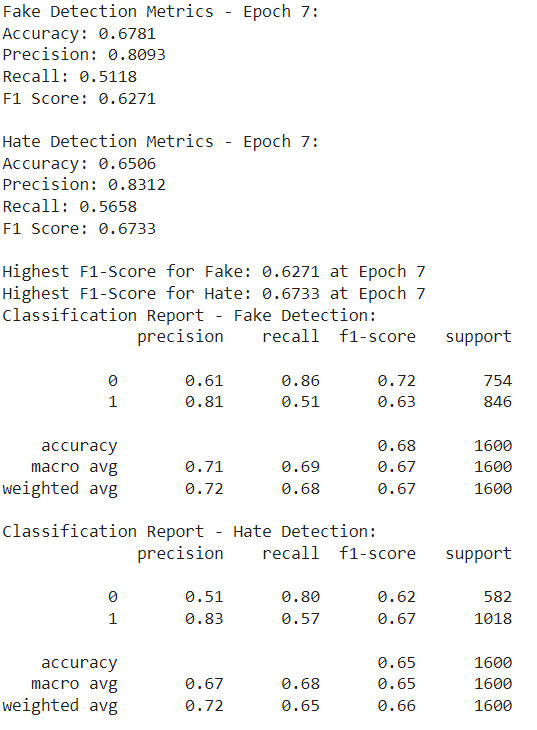 Fake Detection Metrics - Epoch 7:
Accuracy: 0.6781
Precision: 0.8093
Recall: 0.5118
F1 Score: 0.6271
Hate Detection Metrics - Epoch 7:
Accuracy: 0.6506
Precision: 0.8312
Recall: 0.5658
F1 Score: 0.6733
Highest F1-Score for Fake: 0.6271 at Epoch 7
Highest F1-Score for Hate: 0.6733 at Epoch 7
Classification Report - Fake Detection:
precision recall f1-score support
0 0.61 0.86 0.72 754
1 0.81 0.51 0.63 846
accuracy 0.68 1600
macro avg 0.71 0.69 0.67 1600
weighted avg 0.72 0.68 0.67 1600
Classification Report - Hate Detection:
precision recall f1-score support
0 0.51 0.80 0.62 582
1 0.83 0.57 0.67 1018
accuracy 0.65 1600
macro avg 0.67 0.68 0.65 1600
weighted avg 0.72 0.65 0.66 1600